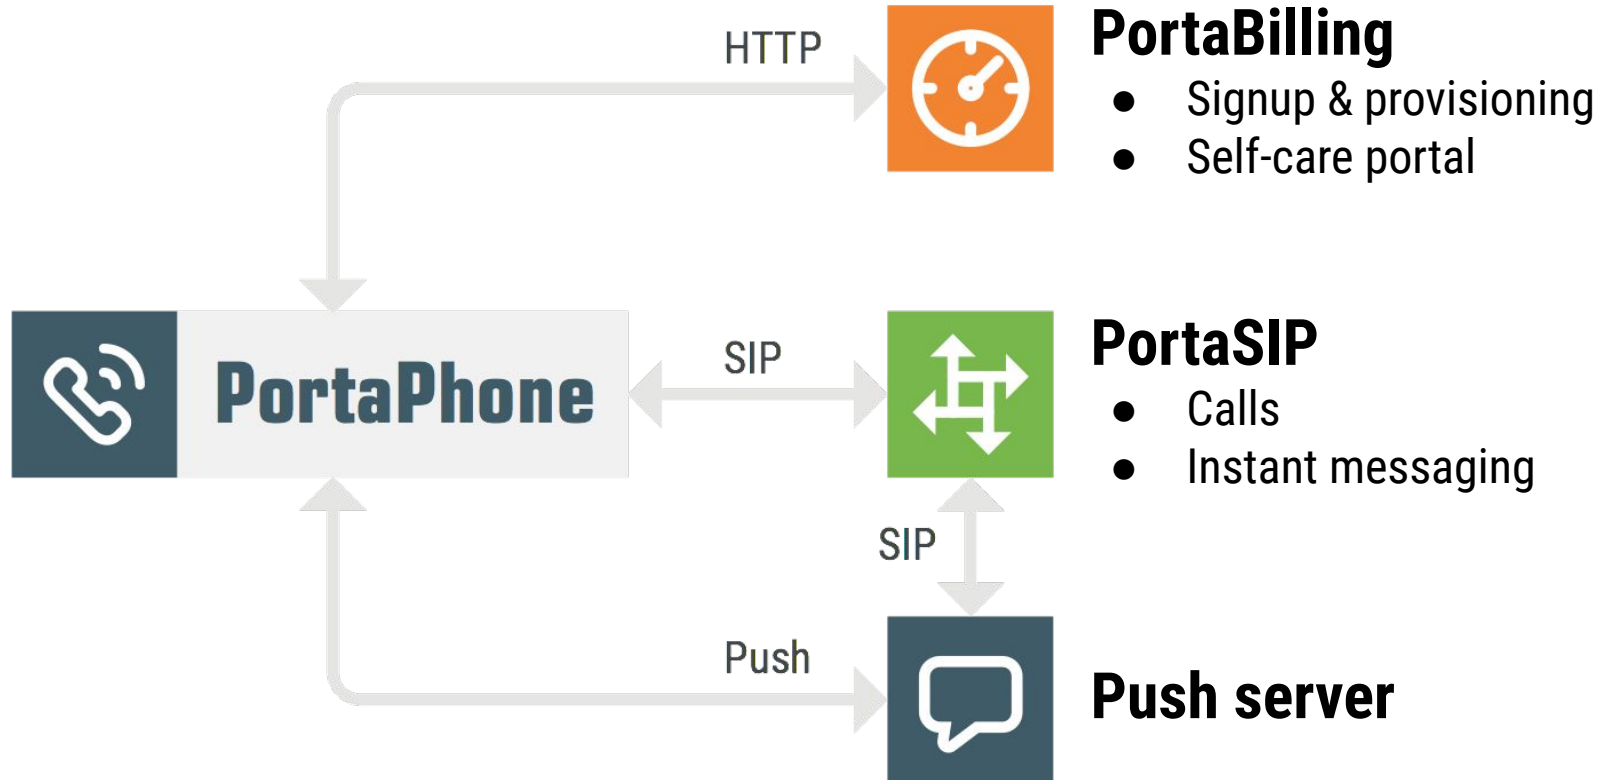 HTTP
PortaBilling
● Signup & provisioning
● Self-care portal
PortaPhone
SIP
PortaSIP
● Calls
● Instant messaging
SIP
Push
Push server